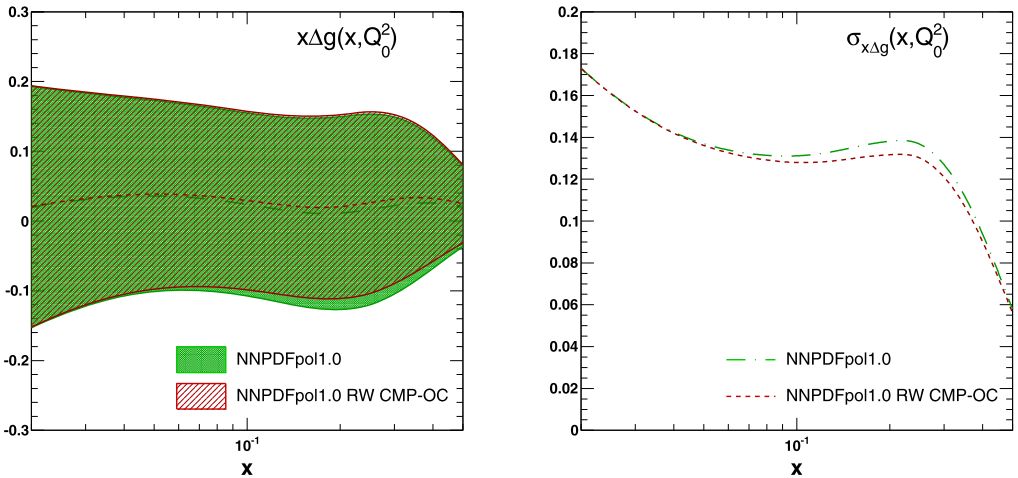 xΔg(x,Q₀²)
0.3
0.2
0.1
0
-0.1
-0.2
-0.3
NNPDFpol1.0
NNPDFpol1.0 RW CMP-OC
10⁻¹
x
σxΔg(x,Q₀²)
0.2
0.18
0.16
0.14
0.12
0.1
0.08
0.06
0.04
0.02
0
NNPDFpol1.0
NNPDFpol1.0 RW CMP-OC
10⁻¹
x